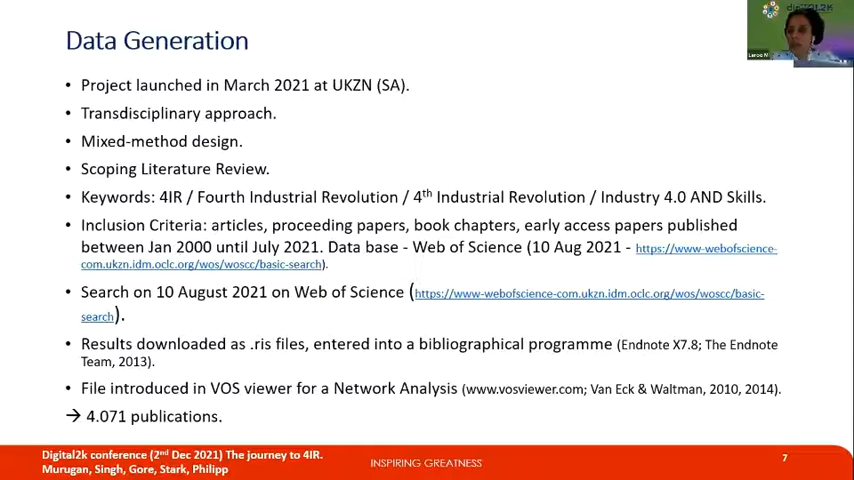 digital2k
Data Generation
• Project launched in March 2021 at UKZN (SA).
• Transdisciplinary approach.
• Mixed-method design.
• Scoping Literature Review.
• Keywords: 4IR / Fourth Industrial Revolution / 4th Industrial Revolution / Industry 4.0 AND Skills.
• Inclusion Criteria: articles, proceeding papers, book chapters, early access papers published
between Jan 2000 until July 2021. Data base - Web of Science (10 Aug 2021 - https://www-webofscience-
com.ukzn.idm.oclc.org/wos/woscc/basic-search).
• Search on 10 August 2021 on Web of Science (https://www-webofscience-com.ukzn.idm.oclc.org/wos/woscc/basic-
search).
• Results downloaded as .ris files, entered into a bibliographical programme (Endnote X7.8; The Endnote
Team, 2013).
• File introduced in VOS viewer for a Network Analysis (www.vosviewer.com; Van Eck & Waltman, 2010, 2014).
→ 4.071 publications.
Digital2k conference (2nd Dec 2021) The journey to 4IR.
Murugan, Singh, Gore, Stark, Philipp
INSPIRING GREATNESS
7